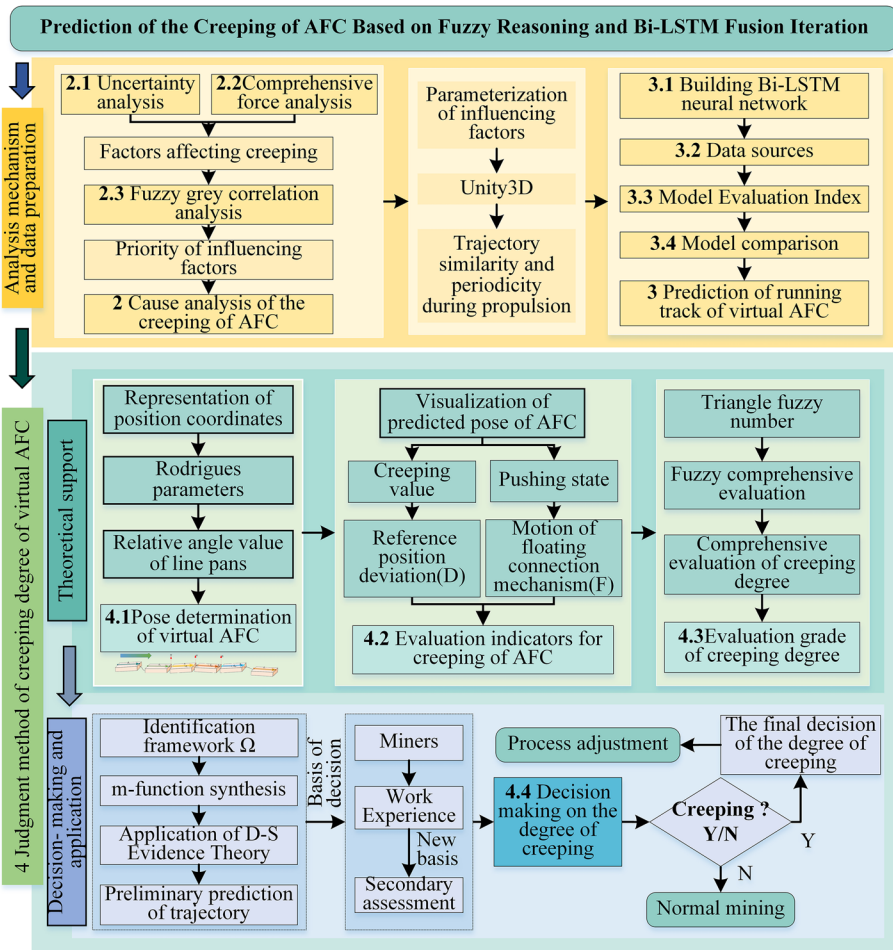 Prediction of the Creeping of AFC Based on Fuzzy Reasoning and Bi-LSTM Fusion Iteration
Analysis mechanism
and data preparation
2.1 Uncertainty
analysis
2.2Comprehensive
force analysis
Factors affecting creeping
2.3 Fuzzy grey correlation
analysis
Priority of influencing
factors
2 Cause analysis of the
creeping of AFC
Parameterization
of influencing
factors
Unity3D
Trajectory
similarity and
periodicity
during propulsion
3.1 Building Bi-LSTM
neural network
3.2 Data sources
3.3 Model Evaluation Index
3.4 Model comparison
3 Prediction of running
track of virtual AFC
4 Judgment method of creeping degree of virtual AFC
Theoretical support
Representation of
position coordinates
Rodrigues
parameters
Relative angle value
of line pans
4.1Pose determination
of virtual AFC
Visualization of
predicted pose of AFC
Creeping
value
Pushing state
Reference
position
deviation(D)
Motion of
floating
connection
mechanism(F)
4.2 Evaluation indicators for
creeping of AFC
Triangle fuzzy
number
Fuzzy comprehensive
evaluation
Comprehensive
evaluation of creeping
degree
4.3Evaluation grade
of creeping degree
Decision- making and
application
Identification
framework Ω
m-function synthesis
Application of D-S
Evidence Theory
Preliminary prediction
of trajectory
Basis of
decision
Miners
Work
Experience
New
basis
Secondary
assessment
4.4 Decision
making on the
degree of
creeping
Creeping ?
Y/N
Y
N
The final decision
of the degree of
creeping
Process adjustment
Normal mining